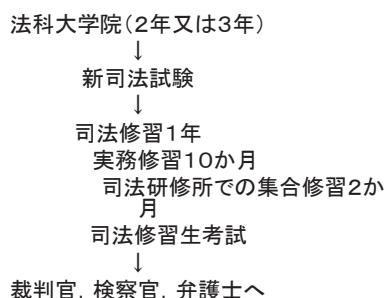 法科大学院(2年又は3年)
↓
新司法試験
↓
司法修習1年
実務修習10か月
司法研修所での集合修習2か
月
司法修習生考試
↓
裁判官, 検察官, 弁護士へ